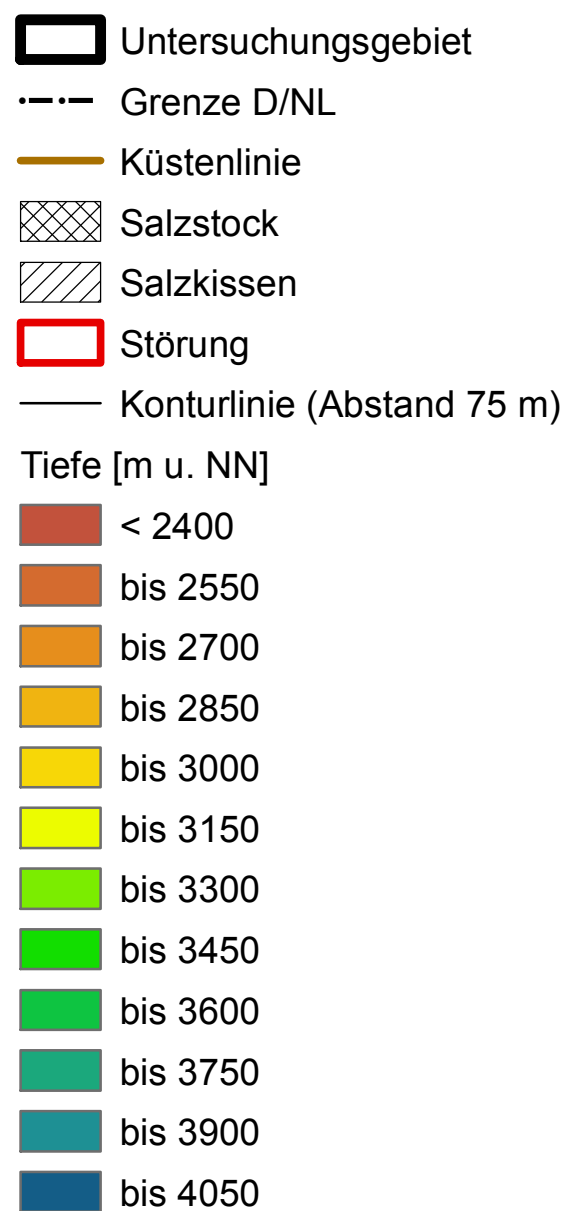 Untersuchungsgebiet
Grenze D/NL
Küstenlinie
Salzstock
Salzkissen
Störung
Konturlinie (Abstand 75 m)
Tiefe [m u. NN]
< 2400
bis 2550
bis 2700
bis 2850
bis 3000
bis 3150
bis 3300
bis 3450
bis 3600
bis 3750
bis 3900
bis 4050